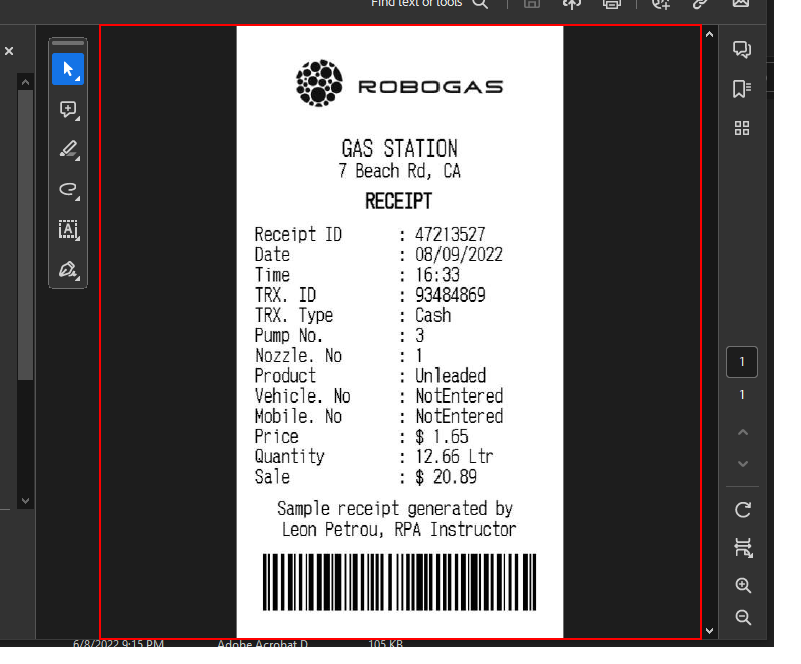 Find text or tools
ROBOGAS
GAS STATION
7 Beach Rd, CA
RECEIPT
Receipt ID : 47213527
Date : 08/09/2022
Time : 16:33
TRX. ID : 93484869
TRX. Type : Cash
Pump No. : 3
Nozzle. No : 1
Product : Unleaded
Vehicle. No : NotEntered
Mobile. No : NotEntered
Price : $ 1.65
Quantity : 12.66 Ltr
Sale : $ 20.89
Sample receipt generated by
Leon Petrou, RPA Instructor
1
1
6/8/2022 9:15 PM Adobe Acrobat D... 105 KB